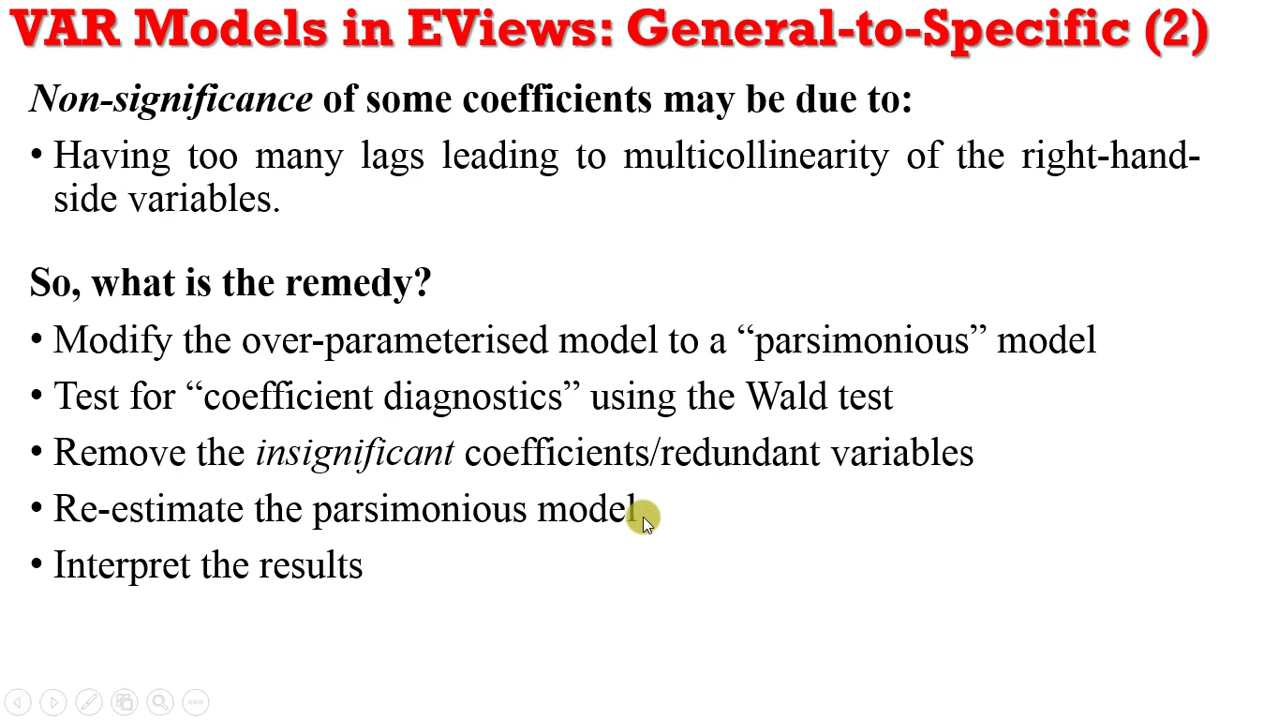 VAR Models in EViews: General-to-Specific (2)
Non-significance of some coefficients may be due to:
• Having too many lags leading to multicollinearity of the right-hand-
side variables.
So, what is the remedy?
• Modify the over-parameterised model to a “parsimonious” model
• Test for “coefficient diagnostics” using the Wald test
• Remove the insignificant coefficients/redundant variables
• Re-estimate the parsimonious model
• Interpret the results